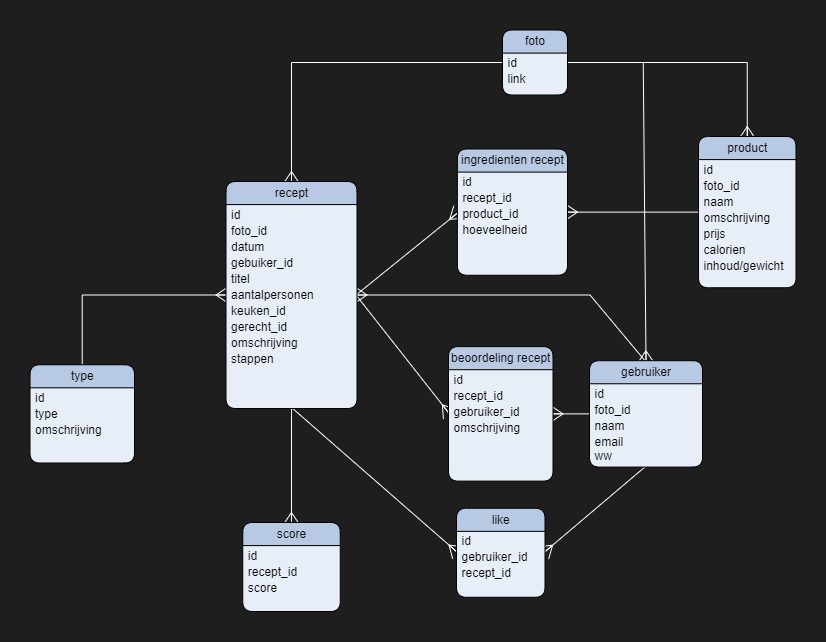 foto
id
link
ingredienten recept
id
recept_id
product_id
hoeveelheid
product
id
foto_id
naam
omschrijving
prijs
calorien
inhoud/gewicht
recept
id
foto_id
datum
gebuiker_id
titel
aantalpersonen
keuken_id
gerecht_id
omschrijving
stappen
type
id
type
omschrijving
beoordeling recept
id
recept_id
gebruiker_id
omschrijving
gebruiker
id
foto_id
naam
email
ww
score
id
recept_id
score
like
id
gebruiker_id
recept_id